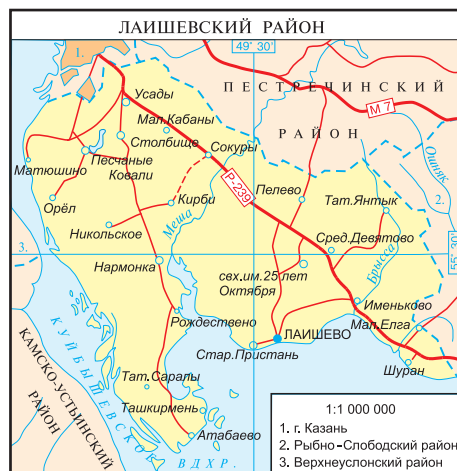 ЛАИШЕВСКИЙ РАЙОН
49° 30'
1.
ПЕСТРЕЧИНСКИЙ
РАЙОН
М 7
Усады
Мал.Кабаны
Столбище
Сокуры
Песчаные
Ковали
Матюшино
Р-239
Ошняк
Пелево
Тат.Янтык
2.
Орёл
Кирби
Меша
Никольское
Сред.Девятово
Брысса
3.
55° 30'
Нармонка
свх.им.25 лет
Октября
Именьково
Рождествено
ЛАИШЕВО
Мал.Елга
Стар.Пристань
Шуран
КУЙБЫШЕВСКОЕ ВДХР.
КАМСКО-УСТЬИНСКИЙ
РАЙОН
Тат.Саралы
Ташкирмень
Атабаево
1:1 000 000
1. г. Казань
2. Рыбно-Слободский район
3. Верхнеуслонский район